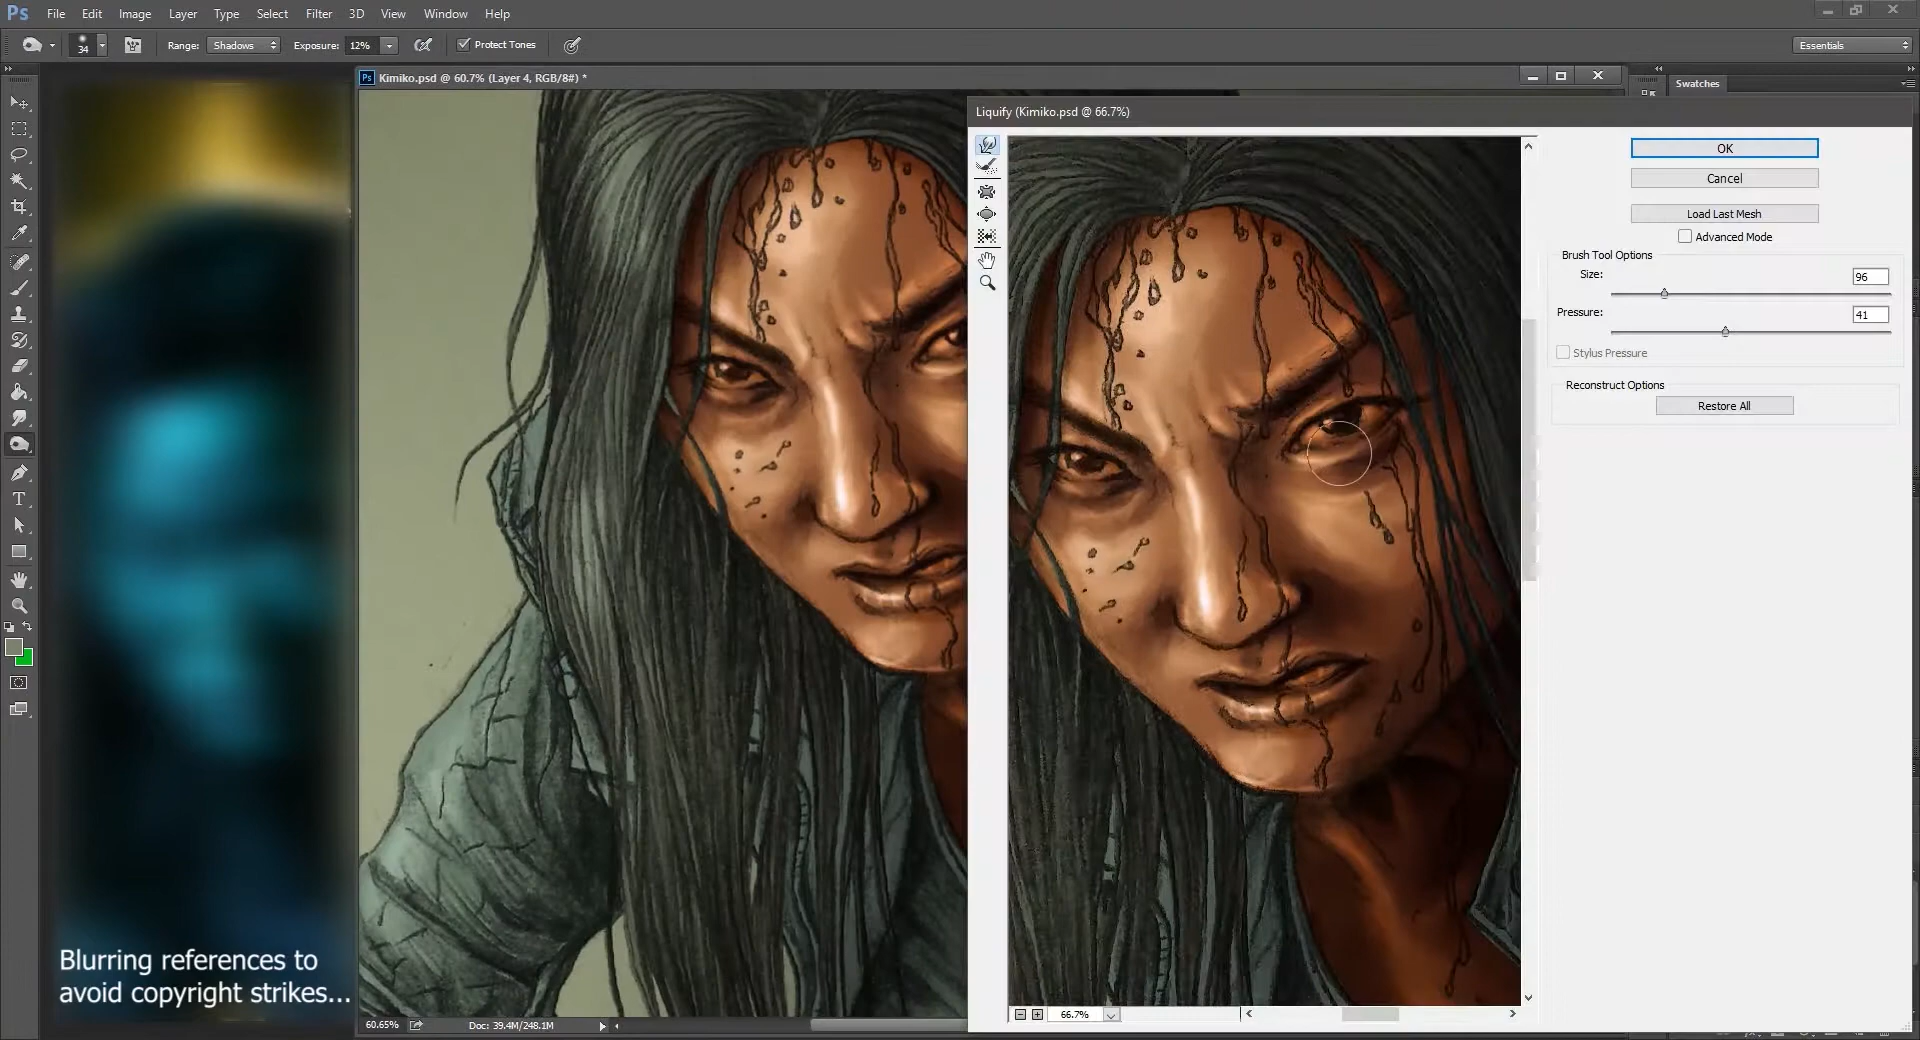 Ps File Edit Image Layer Type Select Filter 3D View Window Help
34 Range: Shadows Exposure: 12% Protect Tones Essentials
Ps Kimiko.psd @ 60.7% (Layer 4, RGB/8#) *
Swatches
Liquify (Kimiko.psd @ 66.7%)
OK
Cancel
Load Last Mesh
Advanced Mode
Brush Tool Options
Size: 96
Pressure: 41
Stylus Pressure
Reconstruct Options
Restore All
T
Blurring references to
avoid copyright strikes...
66.7%
60.65% Doc: 39.4M/248.1M